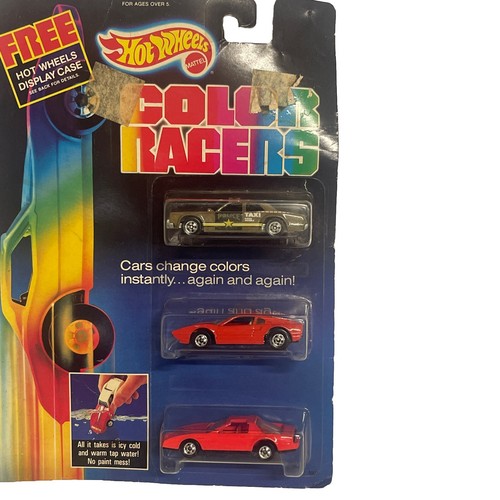 FOR AGES OVER 5
FREE
HOT WHEELS
DISPLAY CASE
SEE BACK FOR DETAILS
Hot Wheels
MATTEL
COLOR
RACERS
TAXI
Cars change colors
instantly...again and again!
All it takes is icy cold
and warm tap water!
No paint mess!